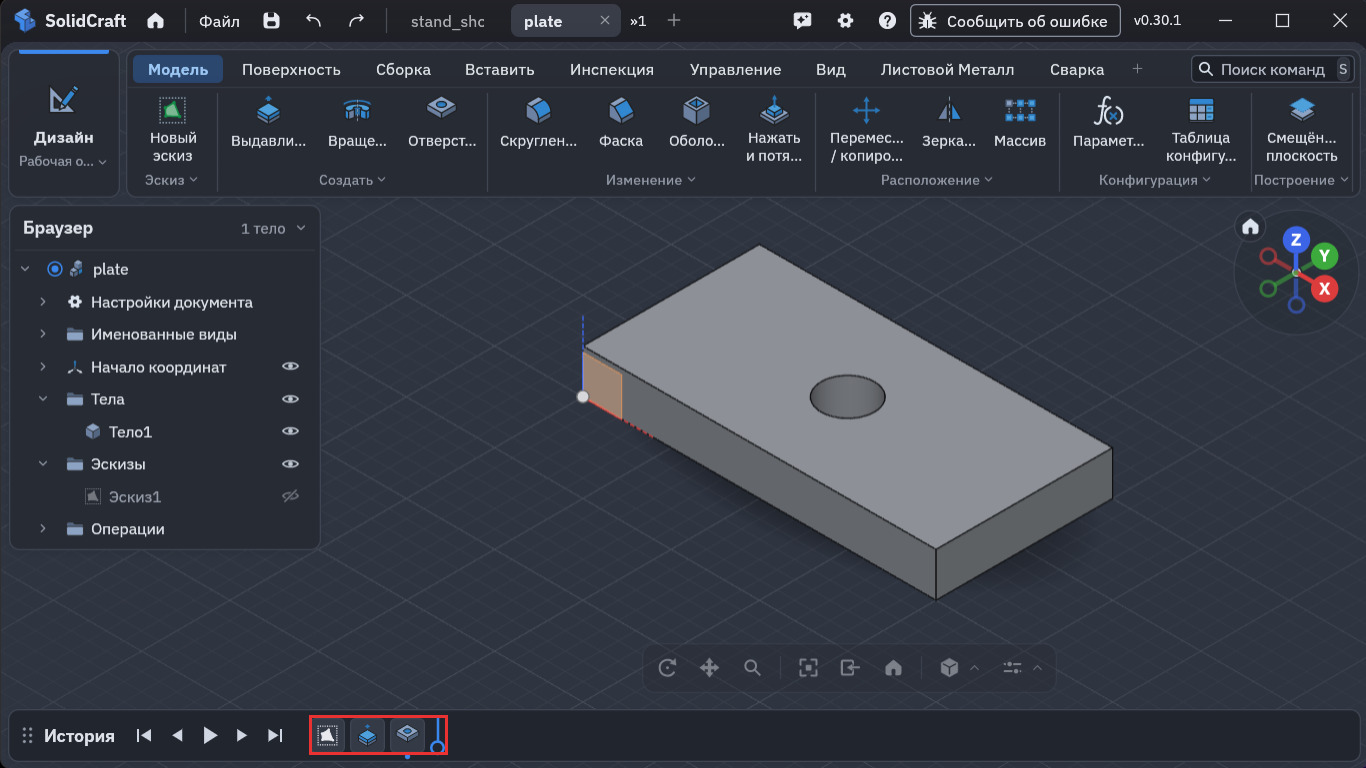 SolidCraft
Файл
stand_shc
plate
»1
Сообщить об ошибке
v0.30.1
Дизайн
Рабочая о...
Модель
Поверхность
Сборка
Вставить
Инспекция
Управление
Вид
Листовой Металл
Сварка
Поиск команд
S
Новый
эскиз
Выдавли...
Враще...
Отверст...
Скруглен...
Фаска
Оболо...
Нажать
и потя...
Перемес...
/ копиро...
Зерка...
Массив
Парамет...
Таблица
конфигу...
Смещён...
плоскость
Эскиз
Создать
Изменение
Расположение
Конфигурация
Построение
Браузер
1 тело
plate
Настройки документа
Именованные виды
Начало координат
Тела
Тело1
Эскизы
Эскиз1
Операции
Z
Y
X
История